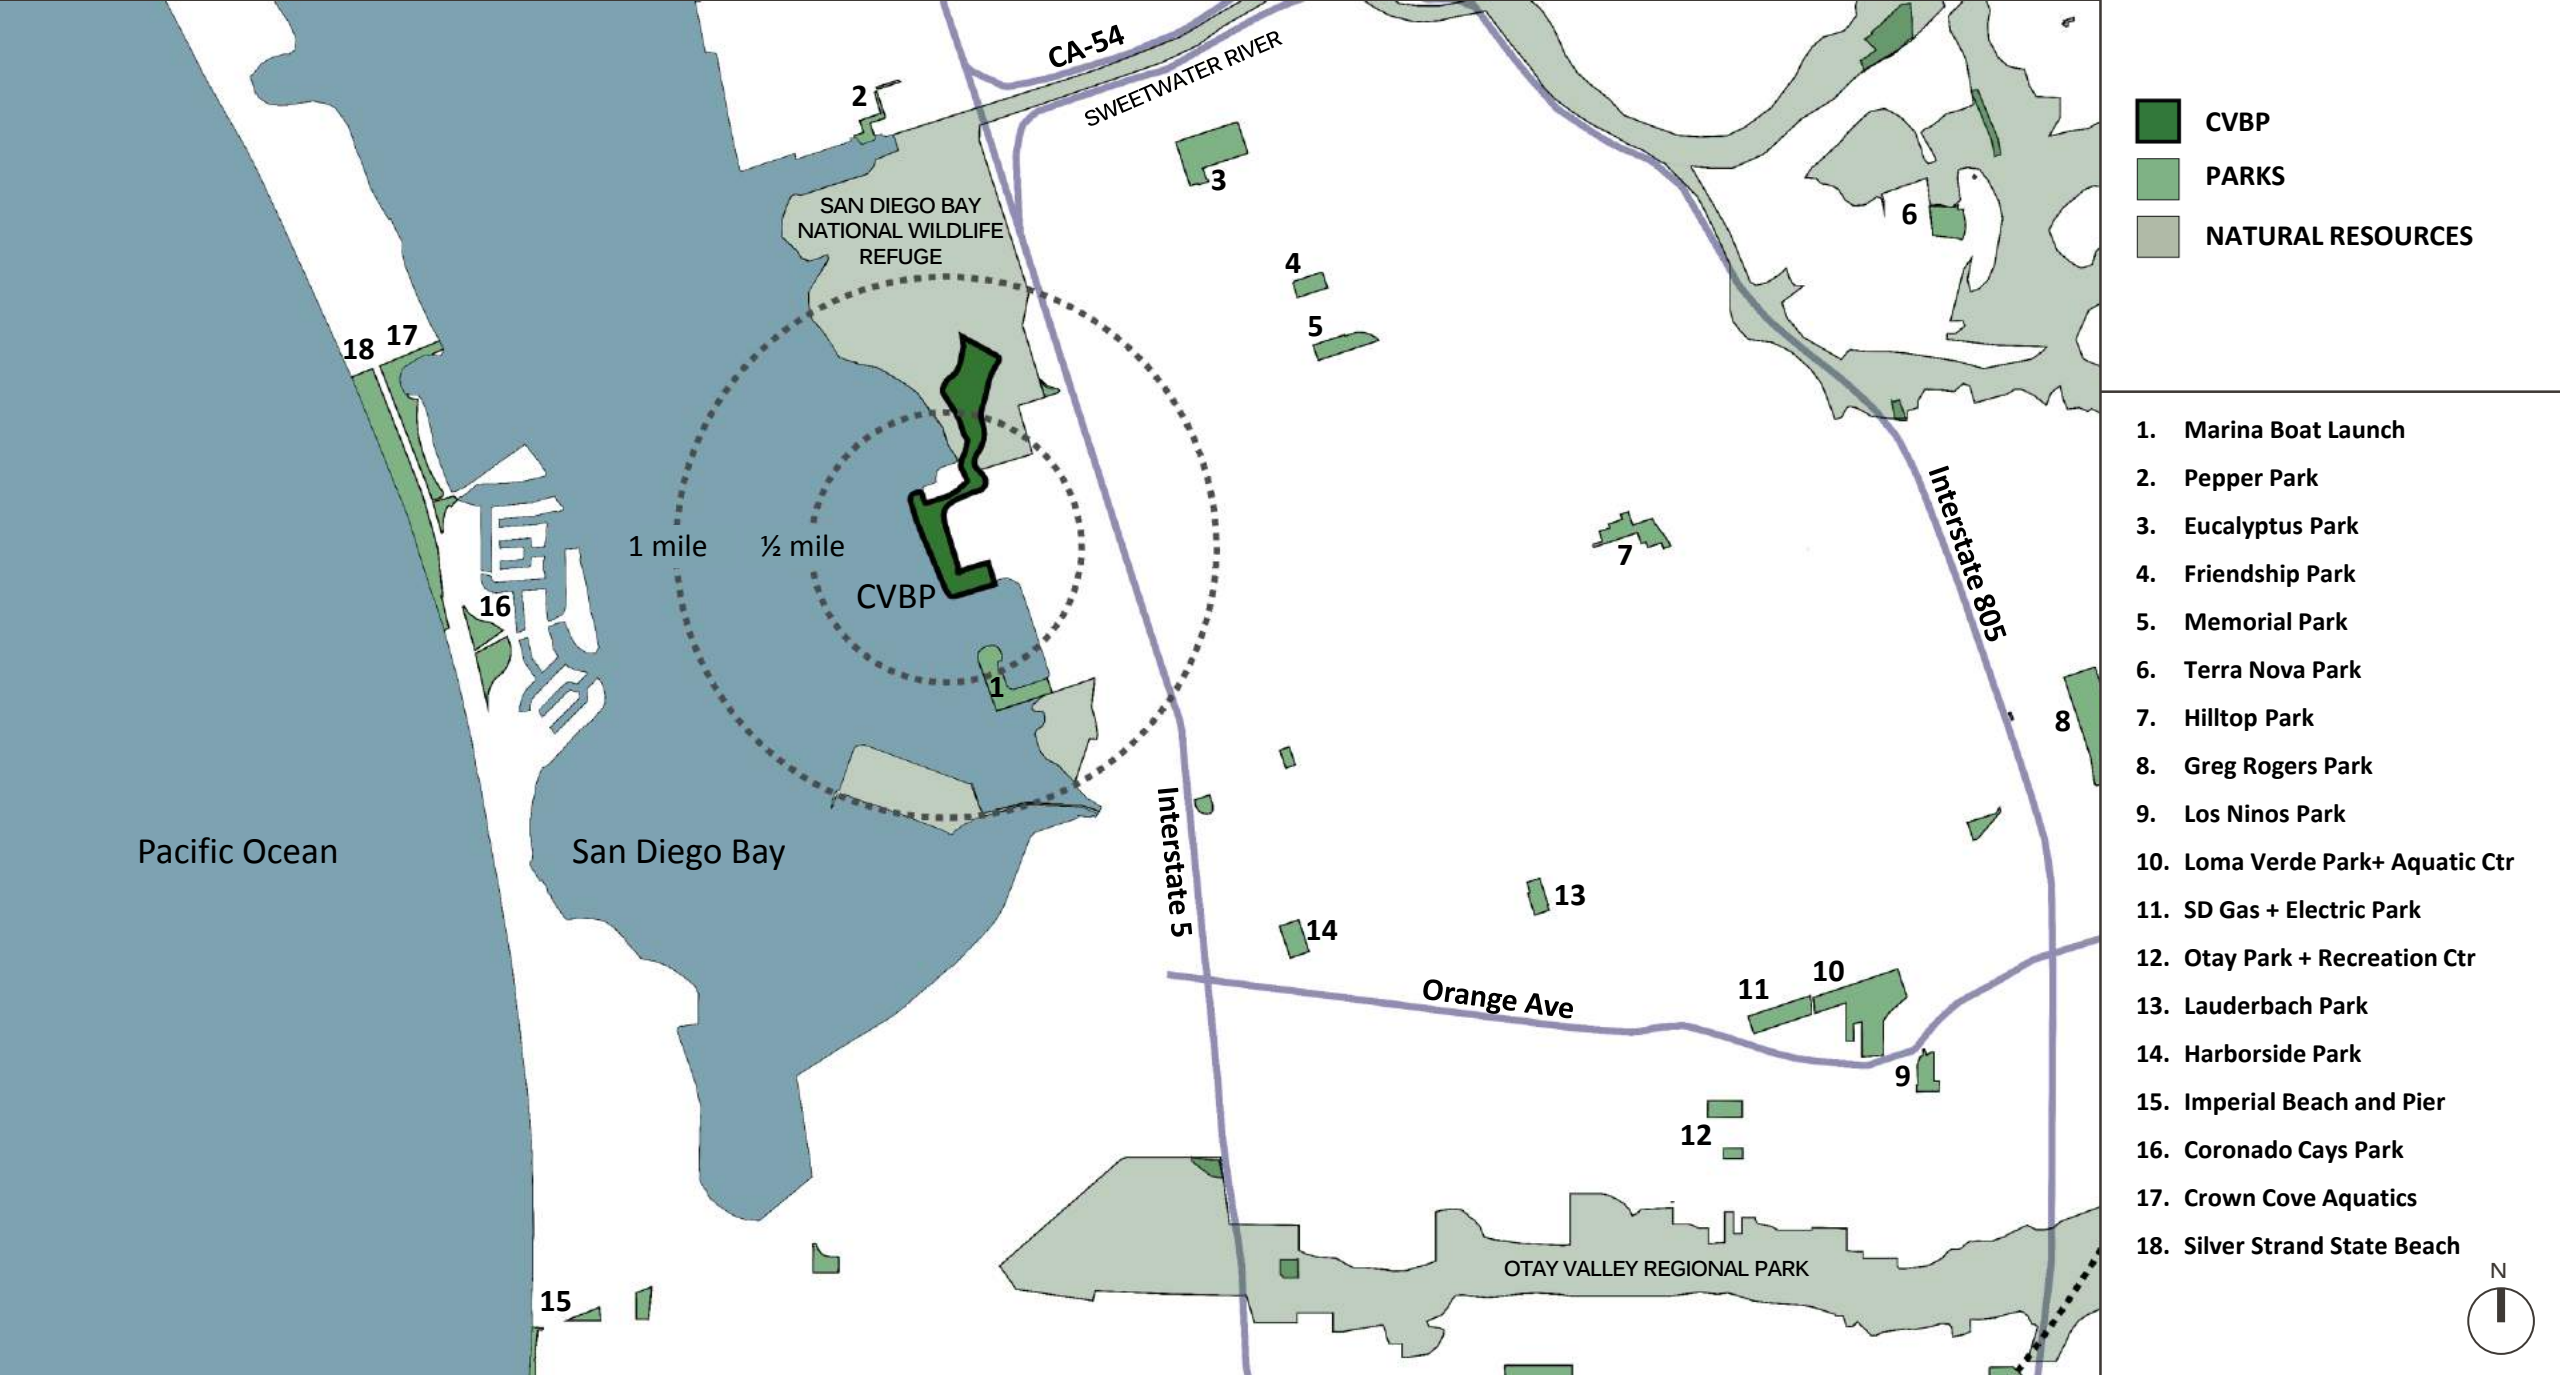 CA-54
SWEETWATER RIVER
2
3
SAN DIEGO BAY
NATIONAL WILDLIFE
REFUGE
6
4
5
18
17
1 mile
½ mile
CVBP
16
1
7
Interstate 805
8
Pacific Ocean
San Diego Bay
Interstate 5
13
14
Orange Ave
11
10
9
12
15
OTAY VALLEY REGIONAL PARK
CVBP
PARKS
NATURAL RESOURCES
1. Marina Boat Launch
2. Pepper Park
3. Eucalyptus Park
4. Friendship Park
5. Memorial Park
6. Terra Nova Park
7. Hilltop Park
8. Greg Rogers Park
9. Los Ninos Park
10. Loma Verde Park+ Aquatic Ctr
11. SD Gas + Electric Park
12. Otay Park + Recreation Ctr
13. Lauderbach Park
14. Harborside Park
15. Imperial Beach and Pier
16. Coronado Cays Park
17. Crown Cove Aquatics
18. Silver Strand State Beach
N